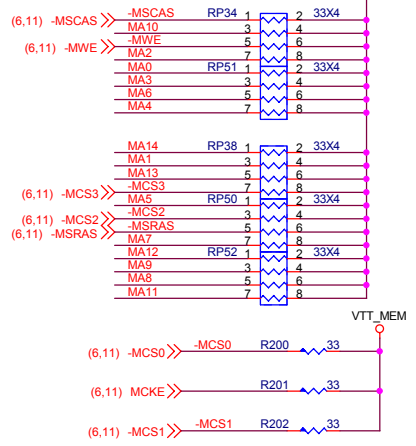 (6,11) -MSCAS -MSCAS RP34 1 2 33X4
MA10 3 4
(6,11) -MWE -MWE 5 6
MA2 7 8
MA0 RP51 1 2 33X4
MA3 3 4
MA6 5 6
MA4 7 8
MA14 RP38 1 2 33X4
MA1 3 4
MA13 5 6
(6,11) -MCS3 -MCS3 7 8
MA5 RP50 1 2 33X4
(6,11) -MCS2 -MCS2 3 4
(6,11) -MSRAS -MSRAS 5 6
MA7 7 8
MA12 RP52 1 2 33X4
MA9 3 4
MA8 5 6
MA11 7 8
VTT_MEM
(6,11) -MCS0 -MCS0 R200 33
(6,11) MCKE R201 33
(6,11) -MCS1 -MCS1 R202 33